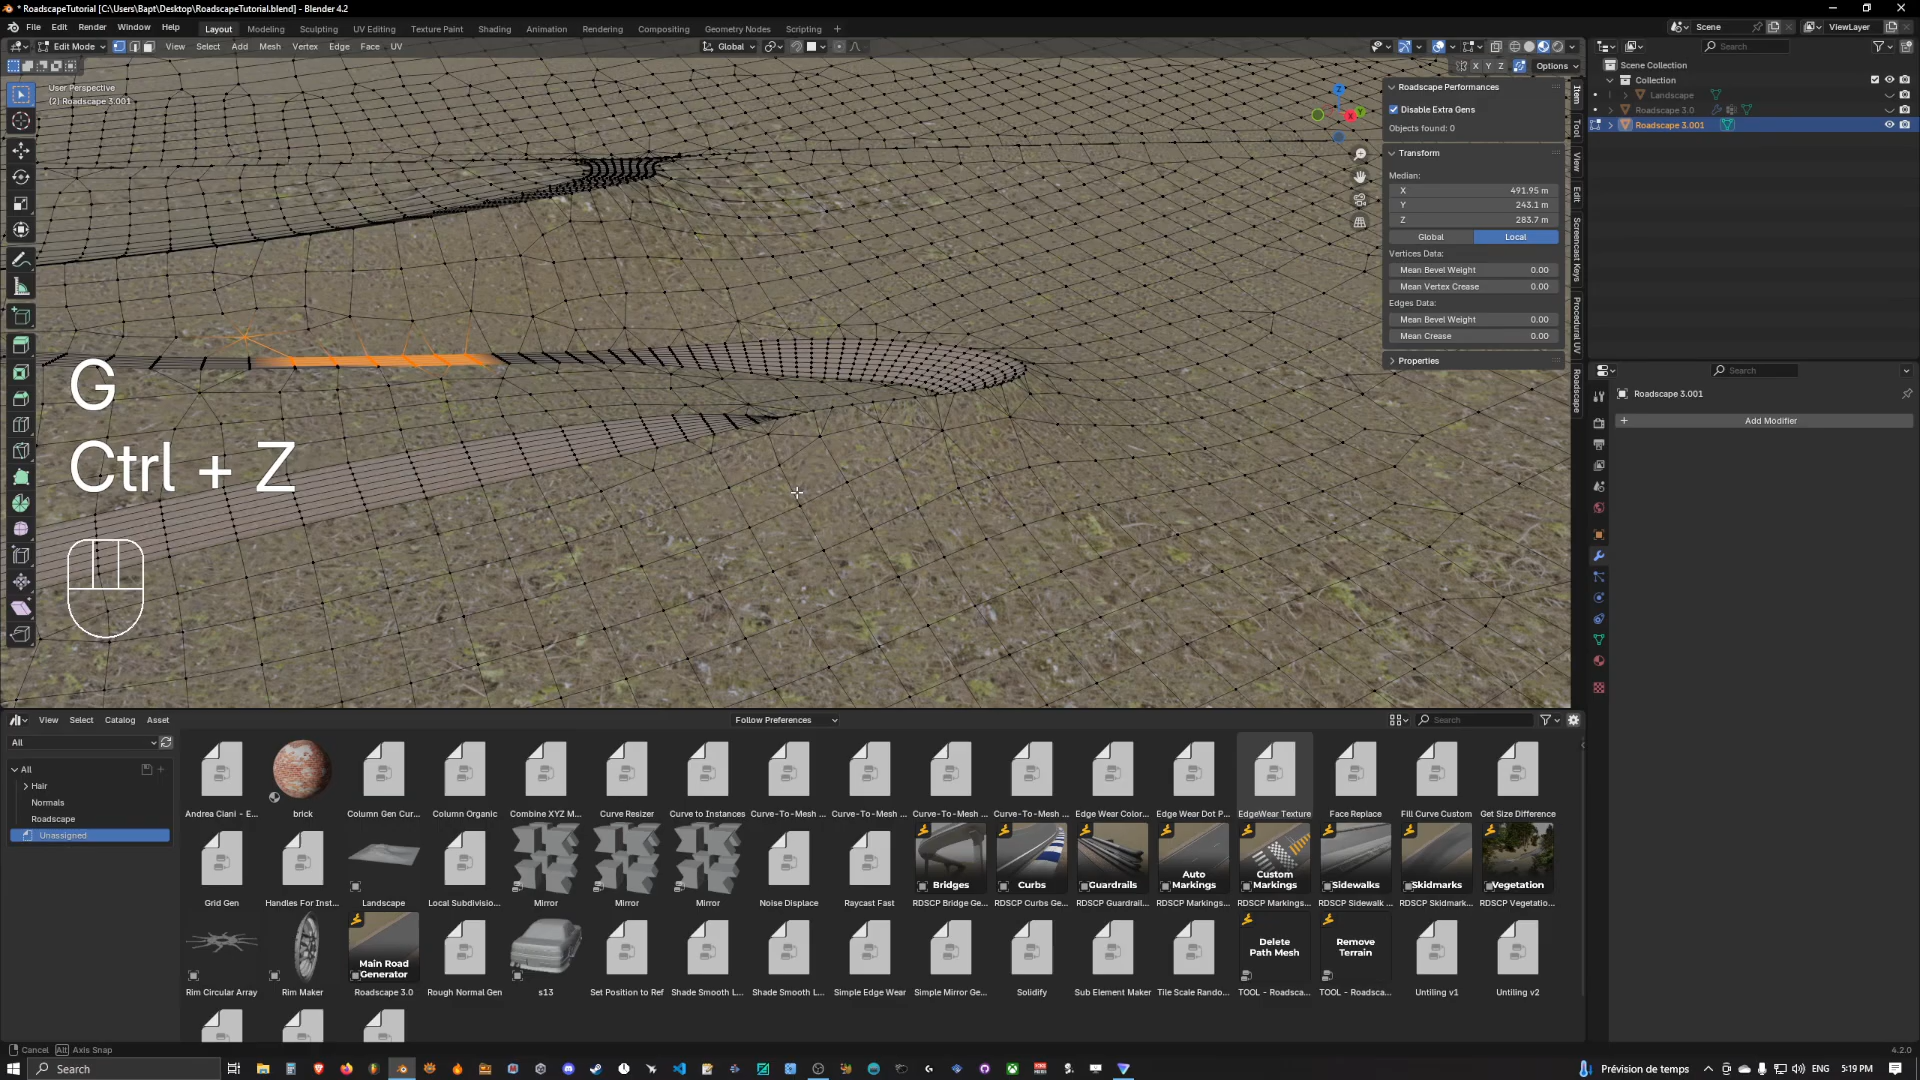 * RoadscapeTutorial [C:\Users\Bapt\Desktop\RoadscapeTutorial.blend] - Blender 4.2
File Edit Render Window Help Layout Modeling Sculpting UV Editing Texture Paint Shading Animation Rendering Compositing Geometry Nodes Scripting + Scene ViewLayer
Edit Mode View Select Add Mesh Vertex Edge Face UV Global Search
X Y Z Options
User Perspective
(2) Roadscape 3.001
Scene Collection
Collection
Landscape
Roadscape 3.0
Roadscape 3.001
Z
Y
X
Roadscape Performances
Disable Extra Gens
Objects found: 0
Transform
Median:
X 491.95 m
Y 243.1 m
Z 283.7 m
Global Local
Vertices Data:
Mean Bevel Weight 0.00
Mean Vertex Crease 0.00
Edges Data:
Mean Bevel Weight 0.00
Mean Crease 0.00
Properties
Item
Tool
View
Edit
Screencast Keys
Procedural UV
Roadscape
Search
Roadscape 3.001
+ Add Modifier
G
Ctrl + Z
View Select Catalog Asset Follow Preferences Search
All
All
Hair
Normals
Roadscape
Unassigned
Andrea Ciani - E... brick Column Gen Cur... Column Organic Combine XYZ M... Curve Resizer Curve to Instances Curve-To-Mesh ... Curve-To-Mesh ... Curve-To-Mesh ... Curve-To-Mesh ... Edge Wear Color... Edge Wear Dot P... EdgeWear Texture Face Replace Fill Curve Custom Get Size Difference
Bridges Curbs Guardrails Auto Markings Custom Markings Sidewalks Skidmarks Vegetation
Grid Gen Handles For Inst... Landscape Local Subdivisio... Mirror Mirror Mirror Noise Displace Raycast Fast RDSCP Bridge Ge... RDSCP Curbs Ge... RDSCP Guardrail... RDSCP Markings... RDSCP Markings... RDSCP Sidewalk ... RDSCP Skidmark... RDSCP Vegetatio...
Main Road Generator Delete Path Mesh Remove Terrain
Rim Circular Array Rim Maker Roadscape 3.0 Rough Normal Gen s13 Set Position to Ref Shade Smooth L... Shade Smooth L... Simple Edge Wear Simple Mirror Ge... Solidify Sub Element Maker Tile Scale Rando... TOOL - Roadsca... TOOL - Roadsca... Untiling v1 Untiling v2
Cancel Alt Axis Snap 4.2.0
Search Prévision de temps ENG 5:19 PM